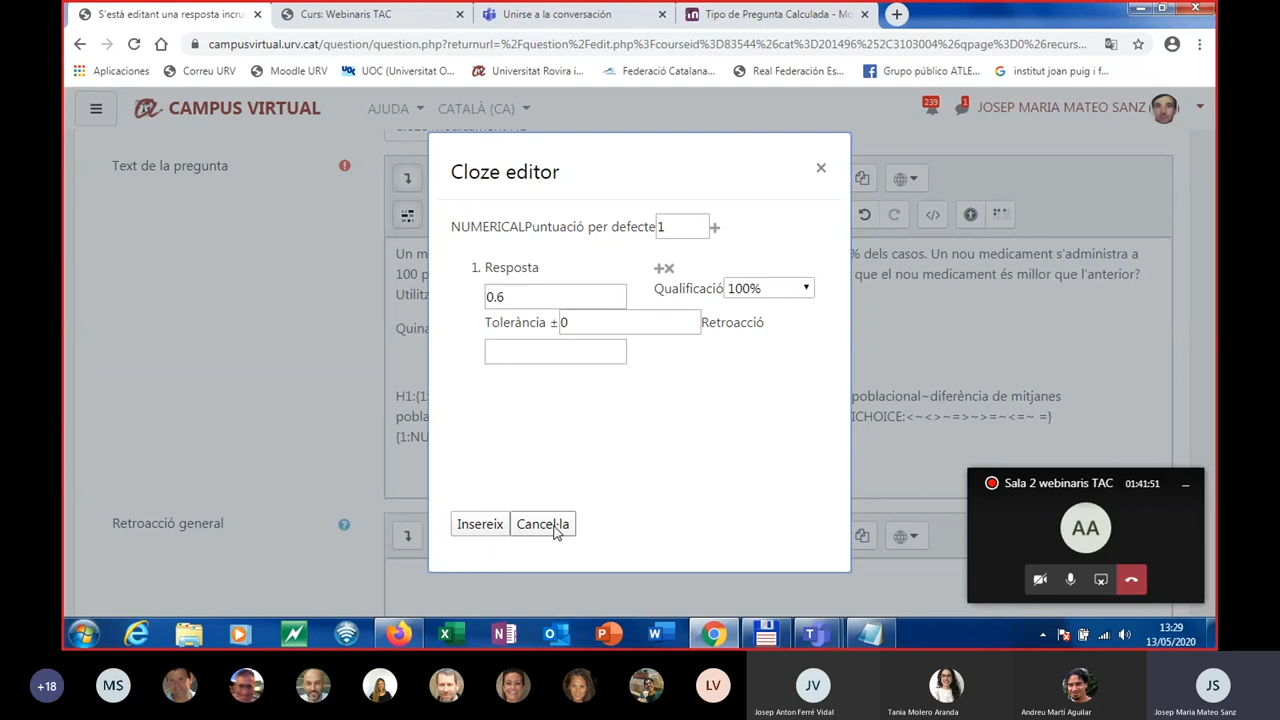 S'està editant una resposta incru
Curs: Webinaris TAC
Unirse a la conversación
Tipo de Pregunta Calculada - Mo
campusvirtual.urv.cat/question/question.php?returnurl=%2Fquestion%2Fedit.php%3Fcourseid%3D83544%26cat%3D201496%252C3103004%26qpage%3D0%26recurs...
Aplicaciones
Correu URV
Moodle URV
UOC (Universitat O...
Universitat Rovira i...
Federació Catalana...
Real Federación Es...
Grupo público ATLE...
institut joan puig i f...
CAMPUS VIRTUAL
AJUDA
CATALÀ (CA)
239
1
JOSEP MARIA MATEO SANZ
Text de la pregunta
Cloze editor
NUMERICALPuntuació per defecte 1
1. Resposta
0.6
Qualificació 100%
Tolerància ± 0
Retroacció
Insereix
Cancel·la
Un m
% dels casos. Un nou medicament s'administra a
100 p
que el nou medicament és millor que l'anterior?
Utilitz
Quina
H1:{1:
poblacional~diferència de mitjanes
pobla
ICHOICE:<~<>~=>~>=~<=~ =}
{1:NU
Retroacció general
Sala 2 webinaris TAC
01:41:51
AA
13:29
13/05/2020
+18
MS
LV
JV
JS
Josep Anton Ferré Vidal
Tania Molero Aranda
Andreu Martí Aguilar
Josep Maria Mateo Sanz